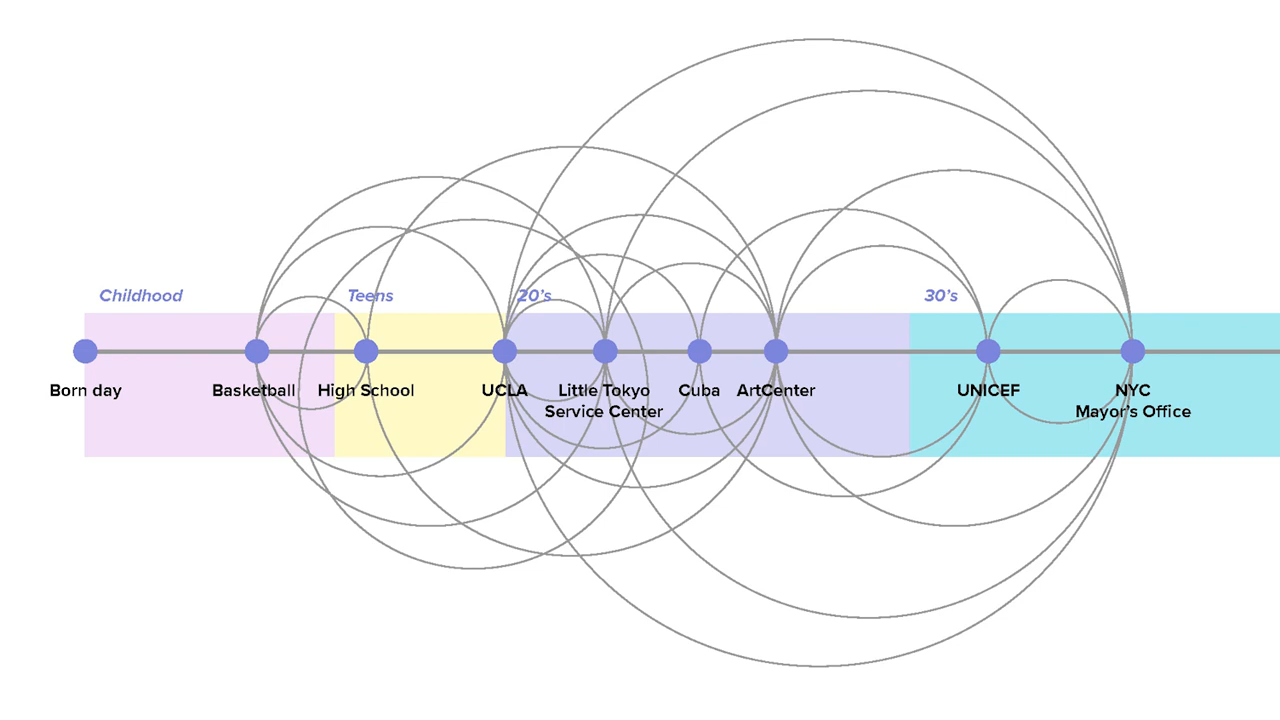 Childhood
Teens
20's
30's
Born day
Basketball
High School
UCLA
Little Tokyo
Service Center
Cuba
ArtCenter
UNICEF
NYC
Mayor's Office